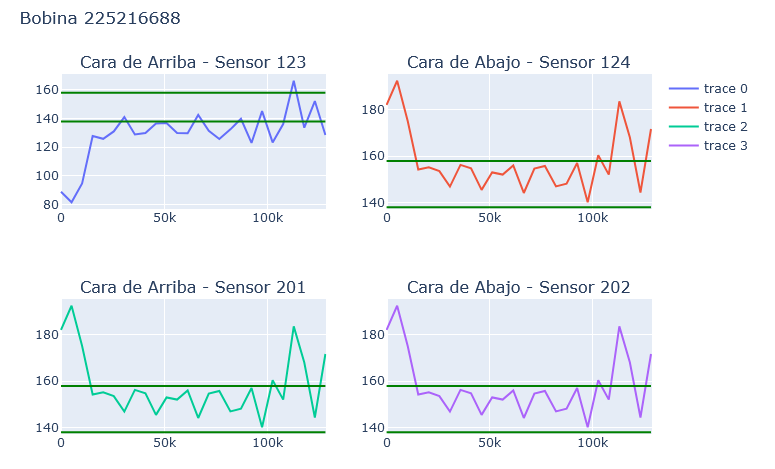 Bobina 225216688
Cara de Arriba - Sensor 123
160
140
120
100
80
0
50k
100k
Cara de Abajo - Sensor 124
180
160
140
0
50k
100k
trace 0
trace 1
trace 2
trace 3
Cara de Arriba - Sensor 201
180
160
140
0
50k
100k
Cara de Abajo - Sensor 202
180
160
140
0
50k
100k